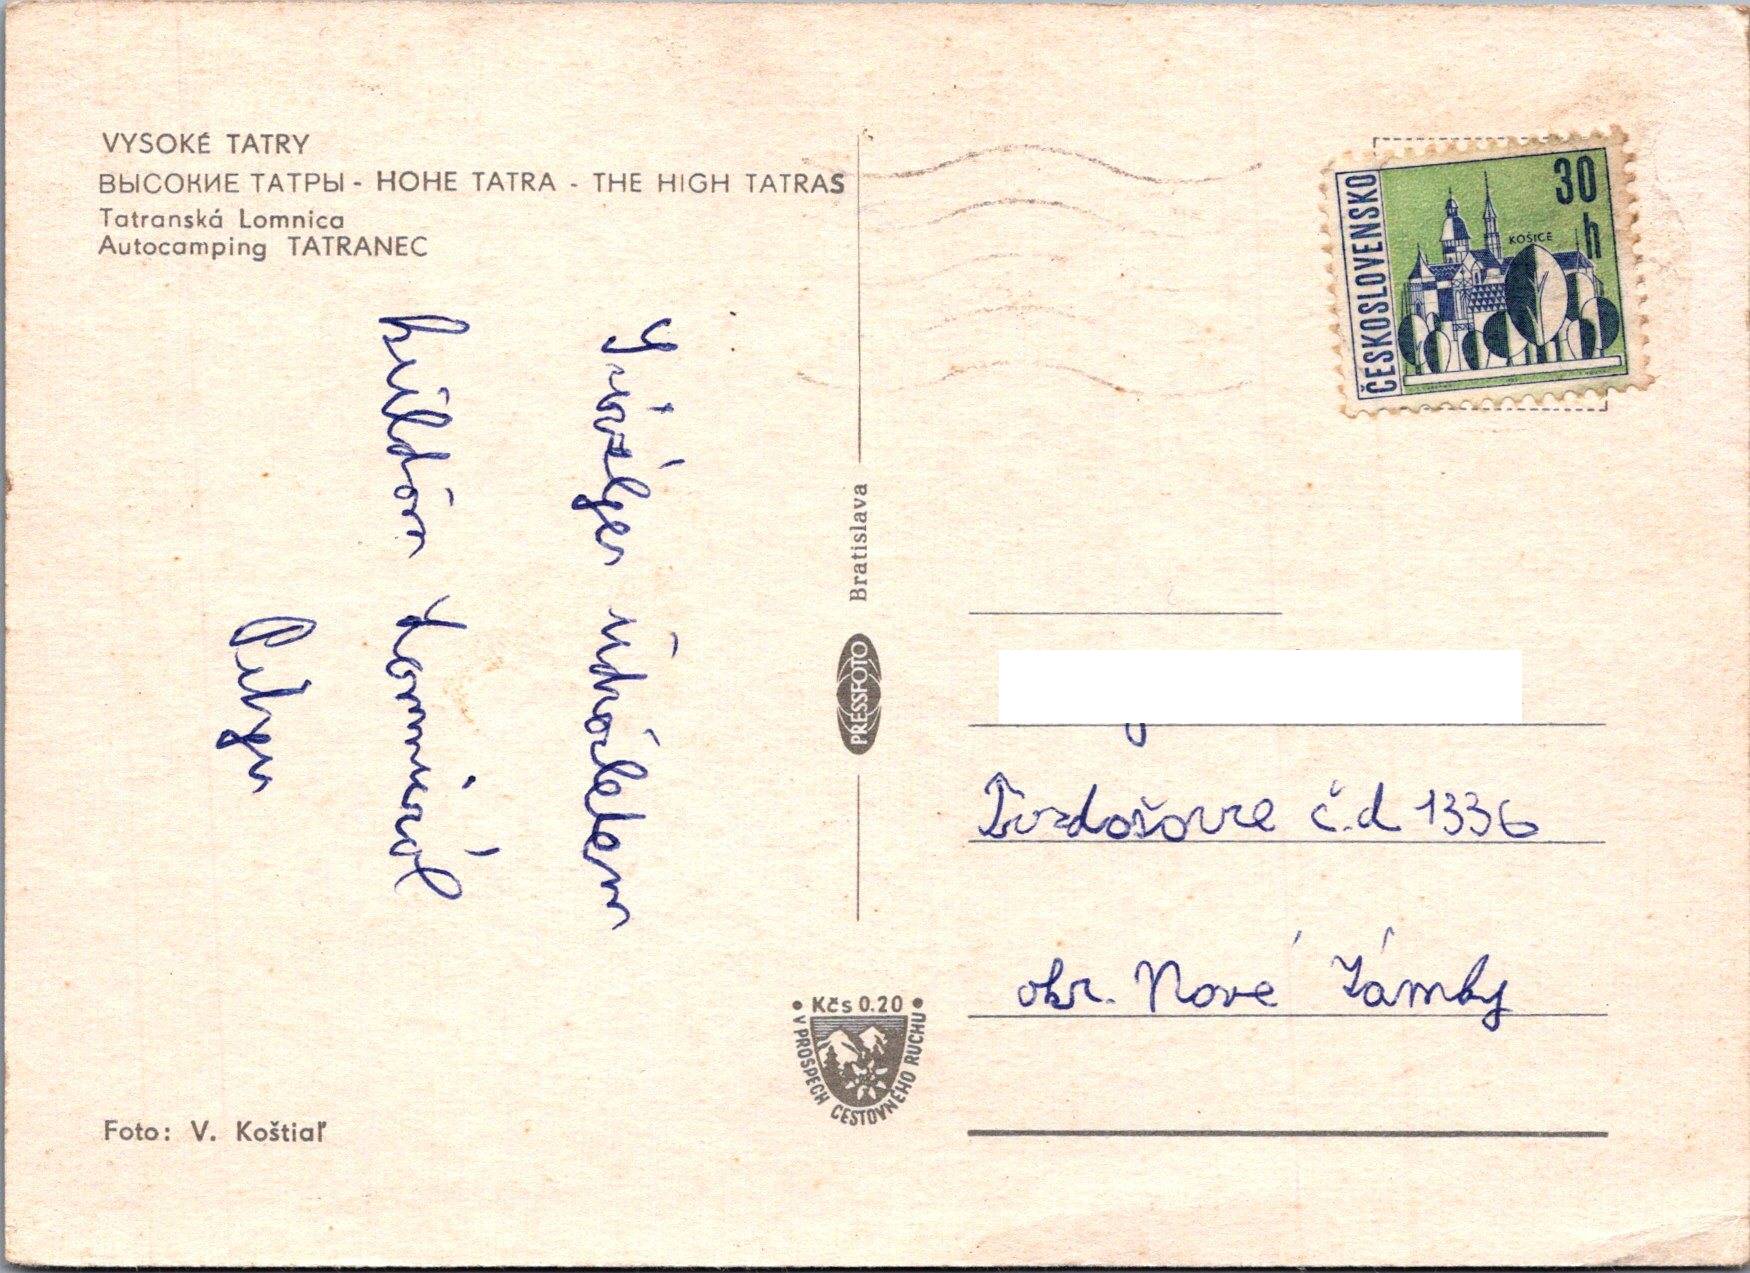 VYSOKÉ TATRY
ВЫСОКИЕ ТАТРЫ - HOHE TATRA - THE HIGH TATRAS
Tatranská Lomnica
Autocamping TATRANEC
Szívélyes üdvözletem
küldöm Lomnicról
Foto: V. Koštiaľ
Bratislava
PRESSFOTO
• Kčs 0.20 •
V PROSPECH CESTOVNÉHO RUCHU
ČESKOSLOVENSKO
30
h
KOŠICE
Tvrdošovce č.d 1336
okr. Nové Zámky